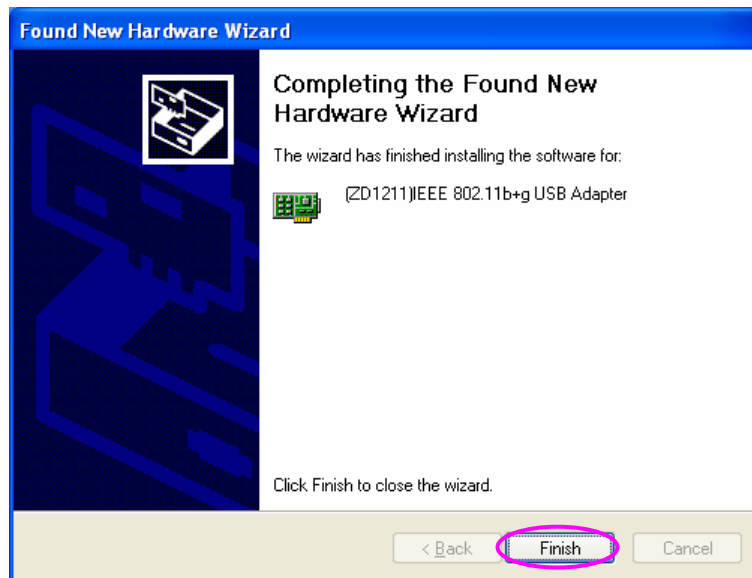 Found New Hardware Wizard
Completing the Found New
Hardware Wizard
The wizard has finished installing the software for:
(ZD1211)IEEE 802.11b+g USB Adapter
Click Finish to close the wizard.
< Back
Finish
Cancel